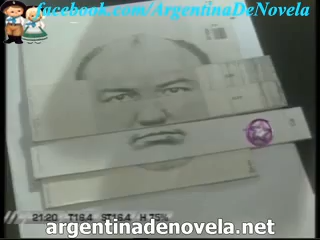 facebook.com/ArgentinaDeNovela
21:20 T16.4 ST16.4 H 75%
argentinadenovela.net